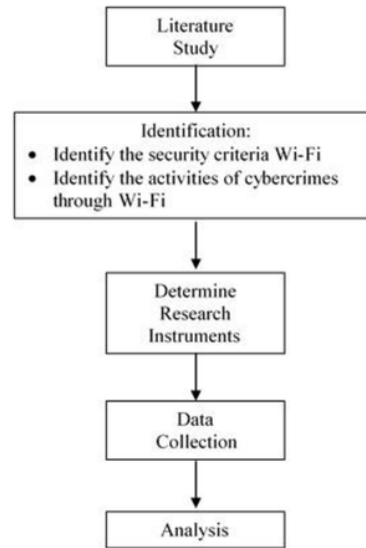 Literature
Study
Identification:
• Identify the security criteria Wi-Fi
• Identify the activities of cybercrimes
through Wi-Fi
Determine
Research
Instruments
Data
Collection
Analysis